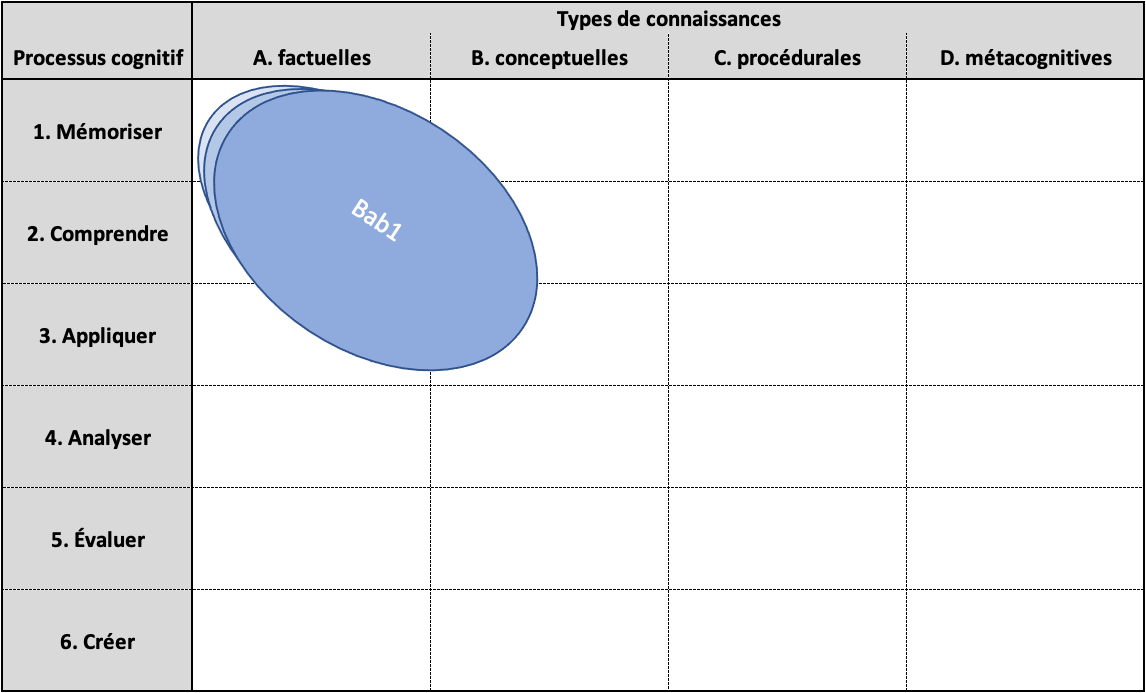 Types de connaissances
Processus cognitif
A. factuelles
B. conceptuelles
C. procédurales
D. métacognitives
1. Mémoriser
Bab1
2. Comprendre
3. Appliquer
4. Analyser
5. Évaluer
6. Créer